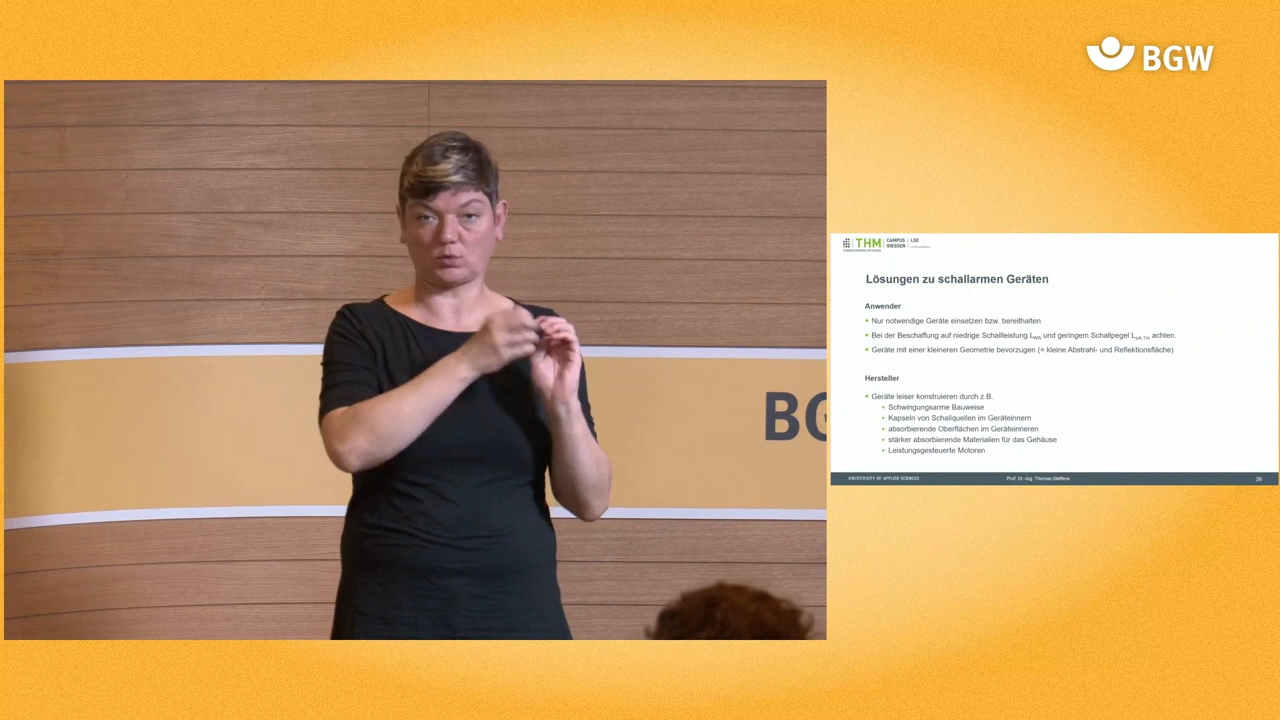 BGW
BG
THM
CAMPUS
GIESSEN
LSE
Lösungen zu schallarmen Geräten
Anwender
Nur notwendige Geräte einsetzen bzw. bereithalten
Bei der Beschaffung auf niedrige Schallleistung LWA und geringem Schallpegel LpA,1m achten.
Geräte mit einer kleineren Geometrie bevorzugen (= kleine Abstrahl- und Reflektionsfläche)
Hersteller
Geräte leiser konstruieren durch z.B.
Schwingungsarme Bauweise
Kapseln von Schallquellen im Geräteinnern
absorbierende Oberflächen im Geräteinneren
stärker absorbierende Materialien für das Gehäuse
Leistungsgesteuerte Motoren
UNIVERSITY OF APPLIED SCIENCES
Prof. Dr.-Ing. Thomas Steffens
26